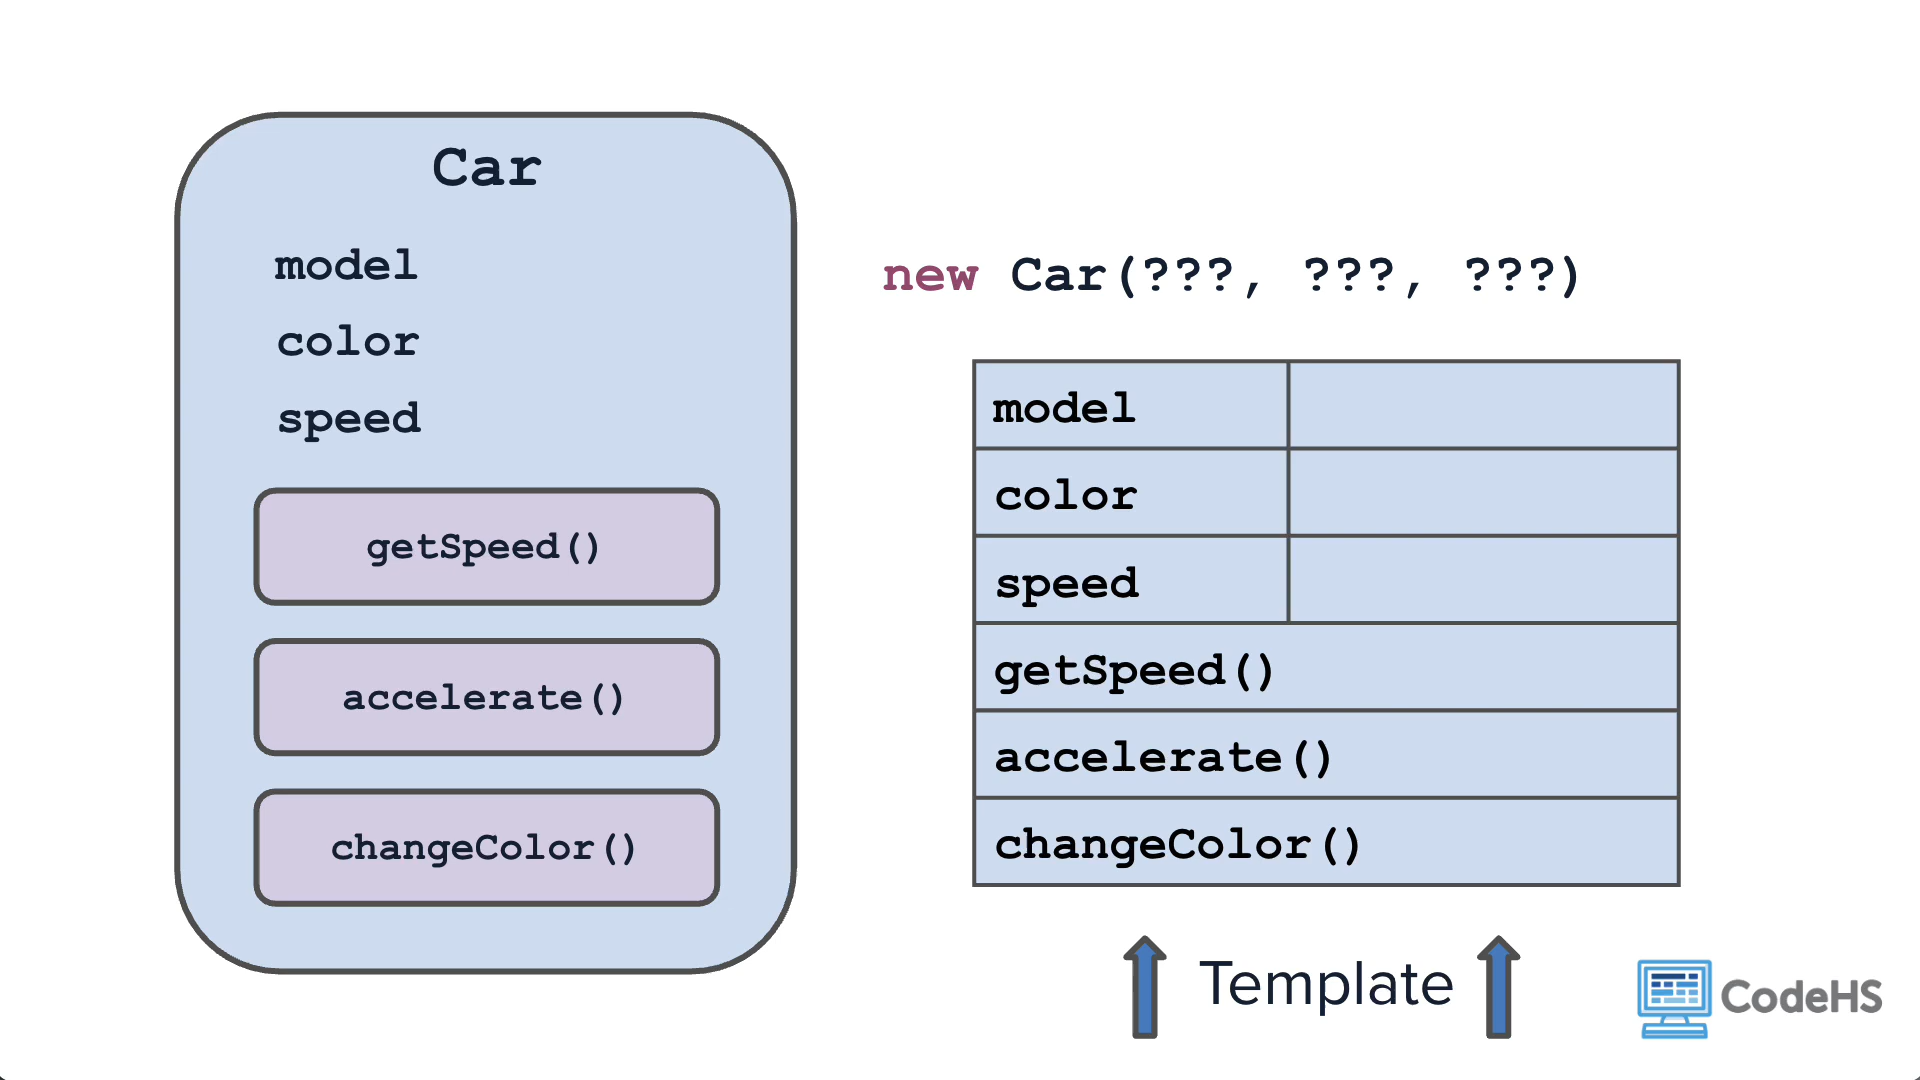 Car
model
color
speed
getSpeed()
accelerate()
changeColor()
new Car(???, ???, ???)
model
color
speed
getSpeed()
accelerate()
changeColor()
Template
CodeHS